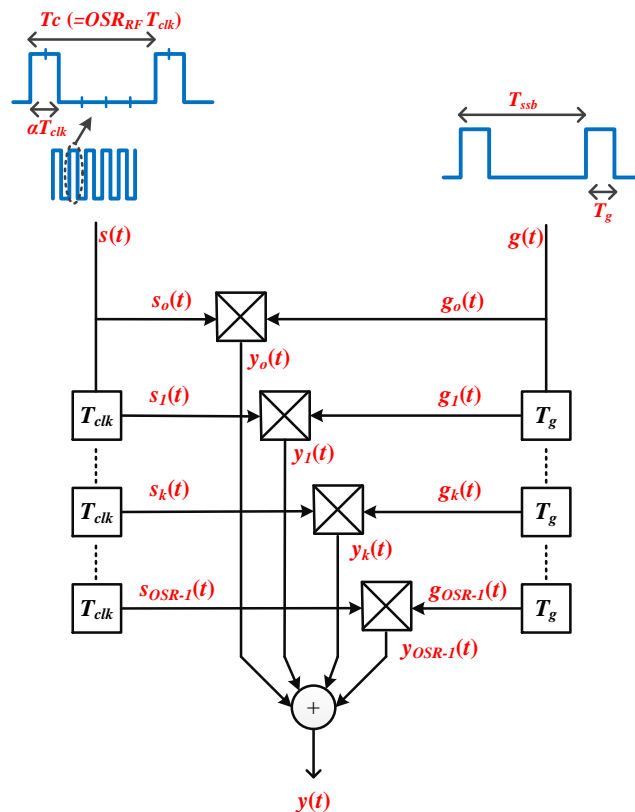 Tc (=OSR_RF T_clk)
αT_clk
T_ssb
T_g
s(t)
g(t)
s_o(t)
g_o(t)
y_o(t)
T_clk
s_1(t)
g_1(t)
T_g
y_1(t)
T_clk
s_k(t)
g_k(t)
T_g
y_k(t)
T_clk
s_OSR-1(t)
g_OSR-1(t)
T_g
y_OSR-1(t)
+
y(t)